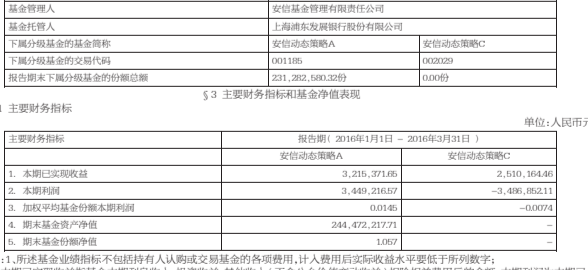 基金管理人 安信基金管理有限责任公司
基金托管人 上海浦东发展银行股份有限公司
下属分级基金的基金简称 安信动态策略A 安信动态策略C
下属分级基金的交易代码 001185 002029
报告期末下属分级基金的份额总额 231,282,580.32份 0.00份
§3 主要财务指标和基金净值表现
主要财务指标
单位:人民币元
主要财务指标 报告期( 2016年1月1日 - 2016年3月31日 )
安信动态策略A 安信动态策略C
1. 本期已实现收益 3,215,371.65 2,510,164.46
2. 本期利润 3,449,216.57 -3,486,852.11
3. 加权平均基金份额本期利润 0.0145 -0.0074
4. 期末基金资产净值 244,472,217.71 -
5. 期末基金份额净值 1.057 -
:1、所述基金业绩指标不包括持有人认购或交易基金的各项费用,计入费用后实际收益水平要低于所列数字;